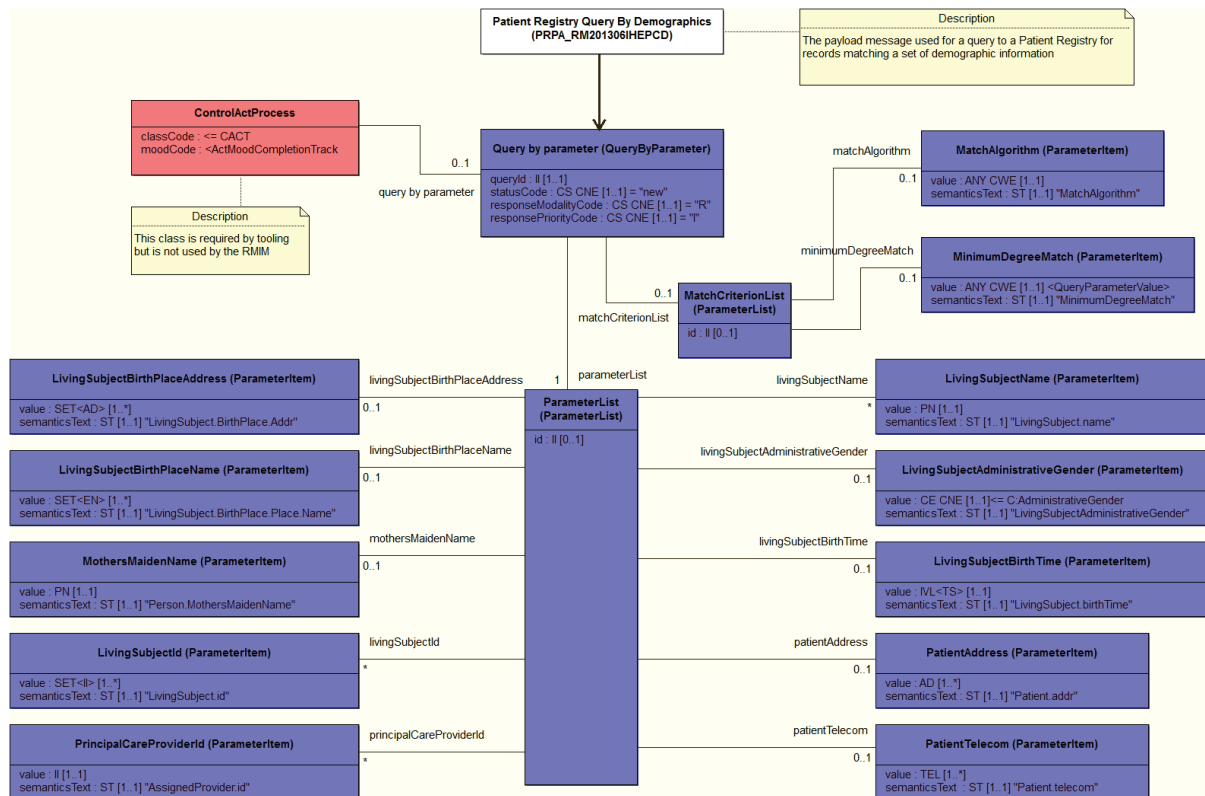 Patient Registry Query By Demographics
(PRPA_RM201306IHEPCD)
Description
The payload message used for a query to a Patient Registry for
records matching a set of demographic information
ControlActProcess
classCode : <= CACT
moodCode : <ActMoodCompletionTrack
0..1
query by parameter
Description
This class is required by tooling
but is not used by the RMIM
Query by parameter (QueryByParameter)
queryId : II [1..1]
statusCode : CS CNE [1..1] = "new"
responseModalityCode : CS CNE [1..1] = "R"
responsePriorityCode : CS CNE [1..1] = "I"
matchAlgorithm
0..1
MatchAlgorithm (ParameterItem)
value : ANY CWE [1..1]
semanticsText : ST [1..1] "MatchAlgorithm"
minimumDegreeMatch
0..1
MinimumDegreeMatch (ParameterItem)
value : ANY CWE [1..1] <QueryParameterValue>
semanticsText : ST [1..1] "MinimumDegreeMatch"
0..1
matchCriterionList
MatchCriterionList
(ParameterList)
id : II [0..1]
1
parameterList
ParameterList
(ParameterList)
id : II [0..1]
LivingSubjectBirthPlaceAddress (ParameterItem)
value : SET<AD> [1..*]
semanticsText : ST [1..1] "LivingSubject.BirthPlace.Addr"
livingSubjectBirthPlaceAddress
0..1
livingSubjectName
*
LivingSubjectName (ParameterItem)
value : PN [1..1]
semanticsText : ST [1..1] "LivingSubject.name"
LivingSubjectBirthPlaceName (ParameterItem)
value : SET<EN> [1..*]
semanticsText : ST [1..1] "LivingSubject.BirthPlace.Place.Name"
livingSubjectBirthPlaceName
0..1
livingSubjectAdministrativeGender
0..1
LivingSubjectAdministrativeGender (ParameterItem)
value : CE CNE [1..1]<= C:AdministrativeGender
semanticsText : ST [1..1] "LivingSubjectAdministrativeGender"
MothersMaidenName (ParameterItem)
value : PN [1..1]
semanticsText : ST [1..1] "Person.MothersMaidenName"
mothersMaidenName
0..1
livingSubjectBirthTime
0..1
LivingSubjectBirthTime (ParameterItem)
value : IVL<TS> [1..1]
semanticsText : ST [1..1] "LivingSubject.birthTime"
LivingSubjectId (ParameterItem)
value : SET<II> [1..*]
semanticsText : ST [1..1] "LivingSubject.id"
livingSubjectId
*
patientAddress
0..1
PatientAddress (ParameterItem)
value : AD [1..*]
semanticsText : ST [1..1] "Patient.addr"
PrincipalCareProviderId (ParameterItem)
value : II [1..1]
semanticsText : ST [1..1] "AssignedProvider.id"
principalCareProviderId
*
patientTelecom
0..1
PatientTelecom (ParameterItem)
value : TEL [1..*]
semanticsText : ST [1..1] "Patient.telecom"